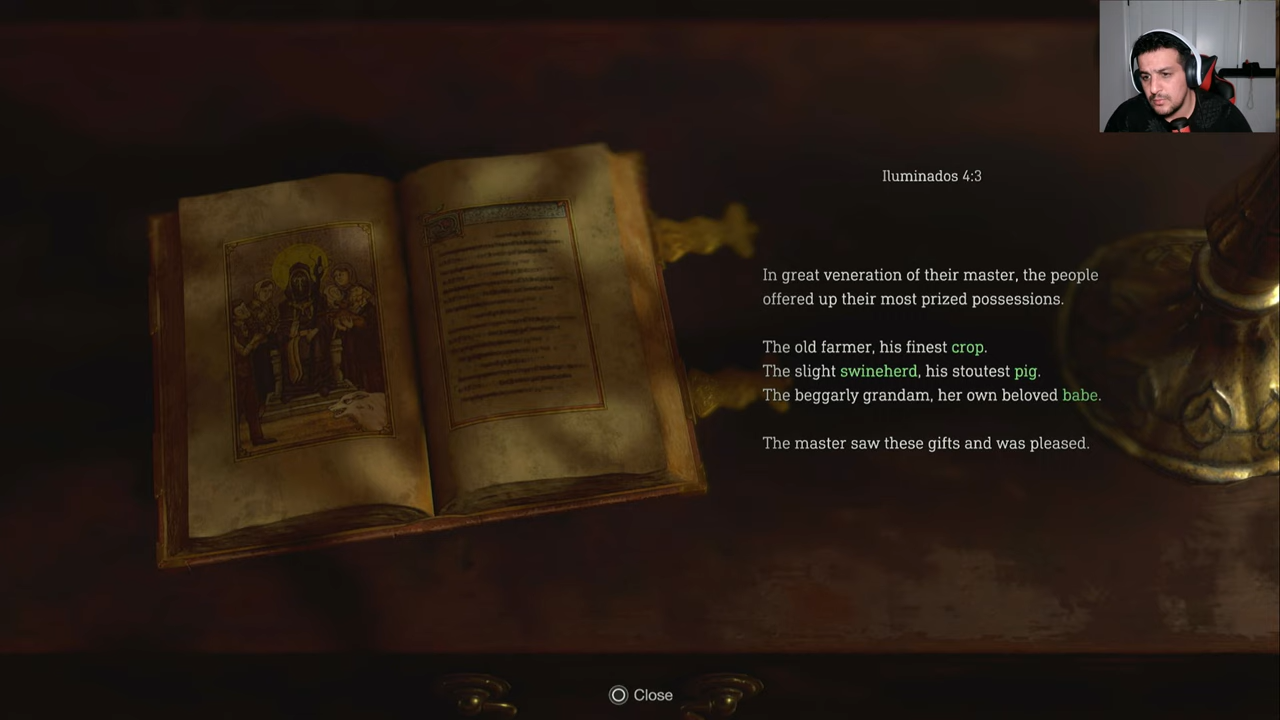 Iluminados 4:3
In great veneration of their master, the people
offered up their most prized possessions.
The old farmer, his finest crop.
The slight swineherd, his stoutest pig.
The beggarly grandam, her own beloved babe.
The master saw these gifts and was pleased.
Close